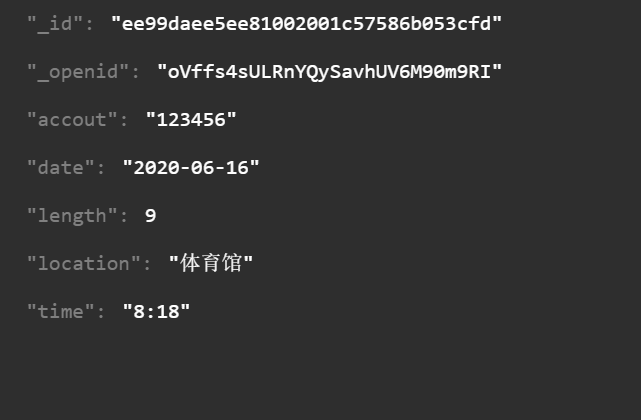 "_id": "ee99daee5ee81002001c57586b053cfd"
"_openid": "oVffs4sULRnYQySavhUV6M90m9RI"
"accout": "123456"
"date": "2020-06-16"
"length": 9
"location": "体育馆"
"time": "8:18"